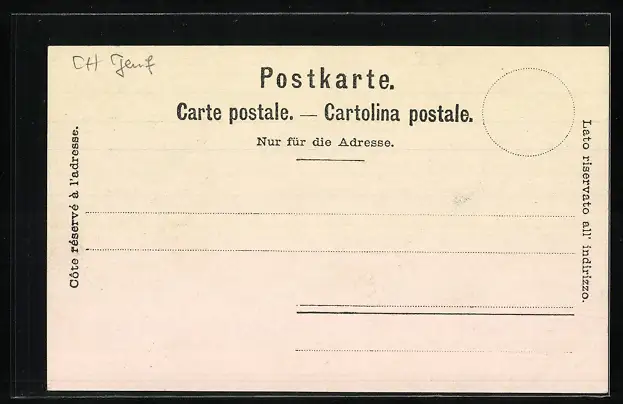 CH Genf
Postkarte.
Carte postale. — Cartolina postale.
Nur für die Adresse.
Côte réservé à l'adresse.
Lato riservato all' indirizzo.